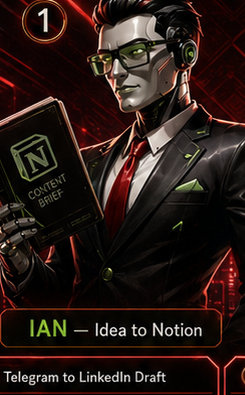 1
N
CONTENT
BRIEF
IAN — Idea to Notion
Telegram to LinkedIn Draft